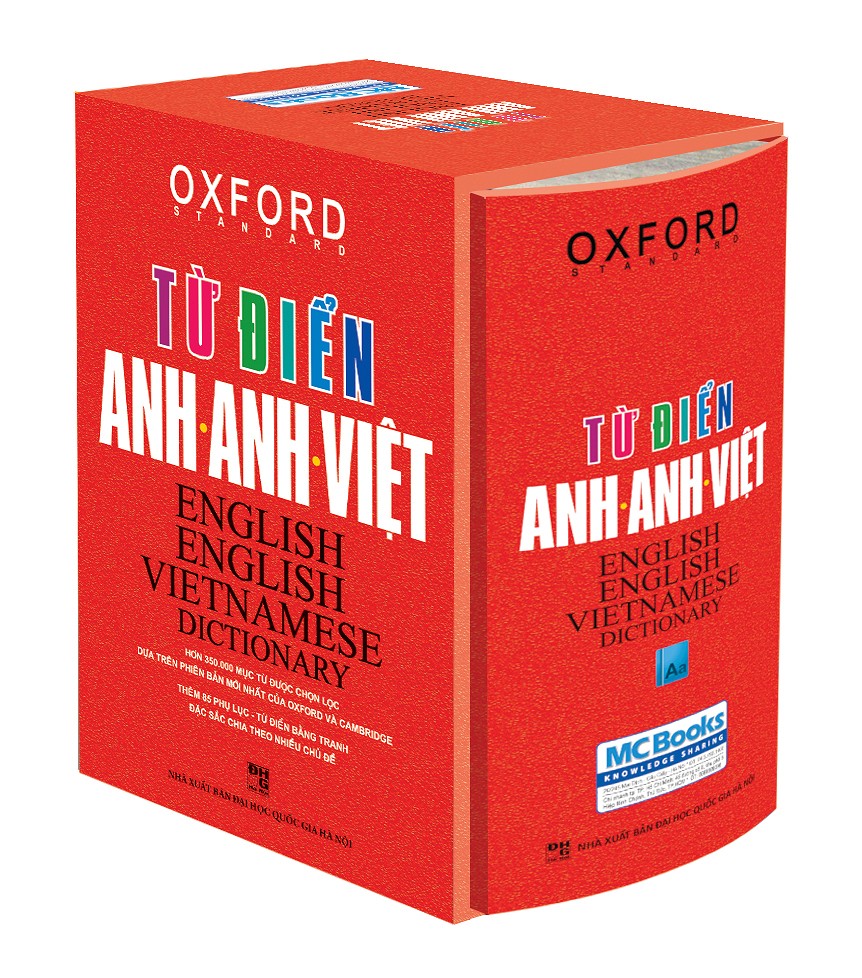 OXFORD
STANDARD
TỪ ĐIỂN
ANH·ANH·VIỆT
ENGLISH
ENGLISH
VIETNAMESE
DICTIONARY
HƠN 350.000 MỤC TỪ ĐƯỢC CHỌN LỌC
DỰA TRÊN PHIÊN BẢN MỚI NHẤT CỦA OXFORD VÀ CAMBRIDGE
THÊM 85 PHỤ LỤC - TỪ ĐIỂN BẰNG TRANH
ĐẶC SẮC CHIA THEO NHIỀU CHỦ ĐỀ
ĐH
G
NHÀ XUẤT BẢN ĐẠI HỌC QUỐC GIA HÀ NỘI
OXFORD
STANDARD
TỪ ĐIỂN
ANH·ANH·VIỆT
ENGLISH
ENGLISH
VIETNAMESE
DICTIONARY
Aa
MCBooks
KNOWLEDGE SHARING
ĐH
G
NHÀ XUẤT BẢN ĐẠI HỌC QUỐC GIA HÀ NỘI